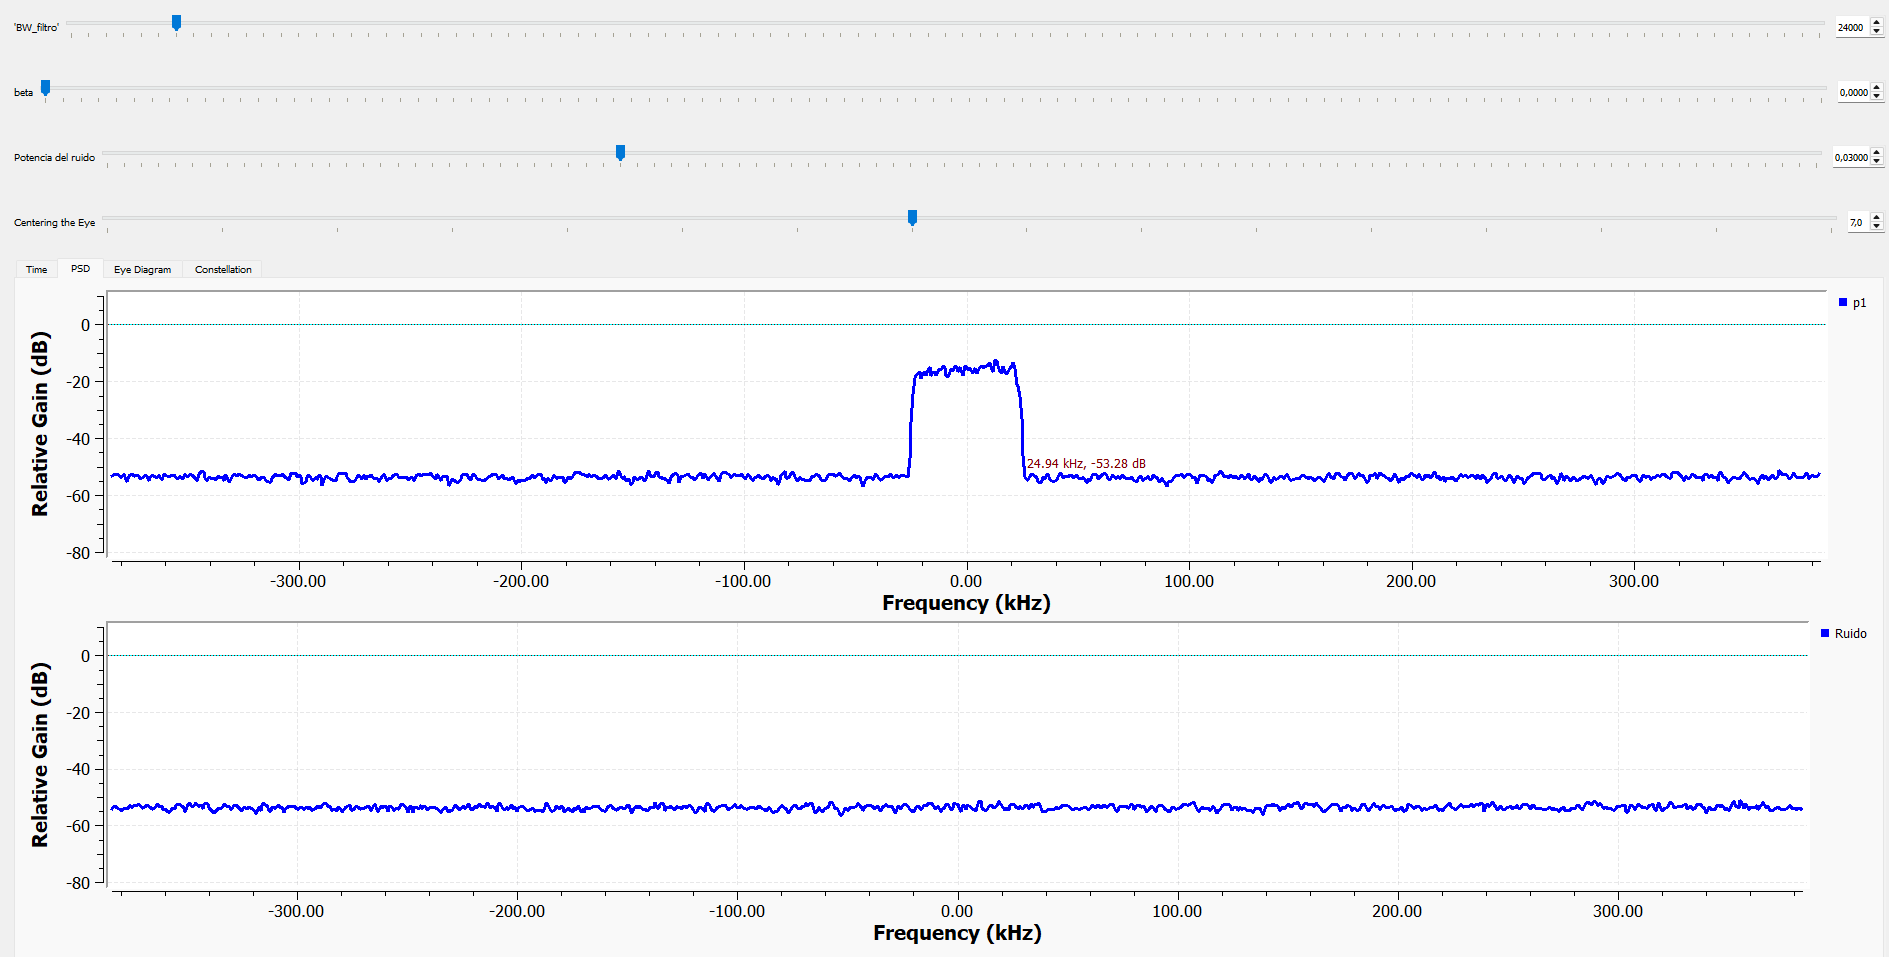 'BW_filtro' 24000
beta 0,0000
Potencia del ruido 0,03000
Centering the Eye 7,0
Time PSD Eye Diagram Constellation
p1
Relative Gain (dB)
0
-20
-40
-60
-80
24.94 kHz, -53.28 dB
-300.00 -200.00 -100.00 0.00 100.00 200.00 300.00
Frequency (kHz)
Ruido
Relative Gain (dB)
0
-20
-40
-60
-80
-300.00 -200.00 -100.00 0.00 100.00 200.00 300.00
Frequency (kHz)